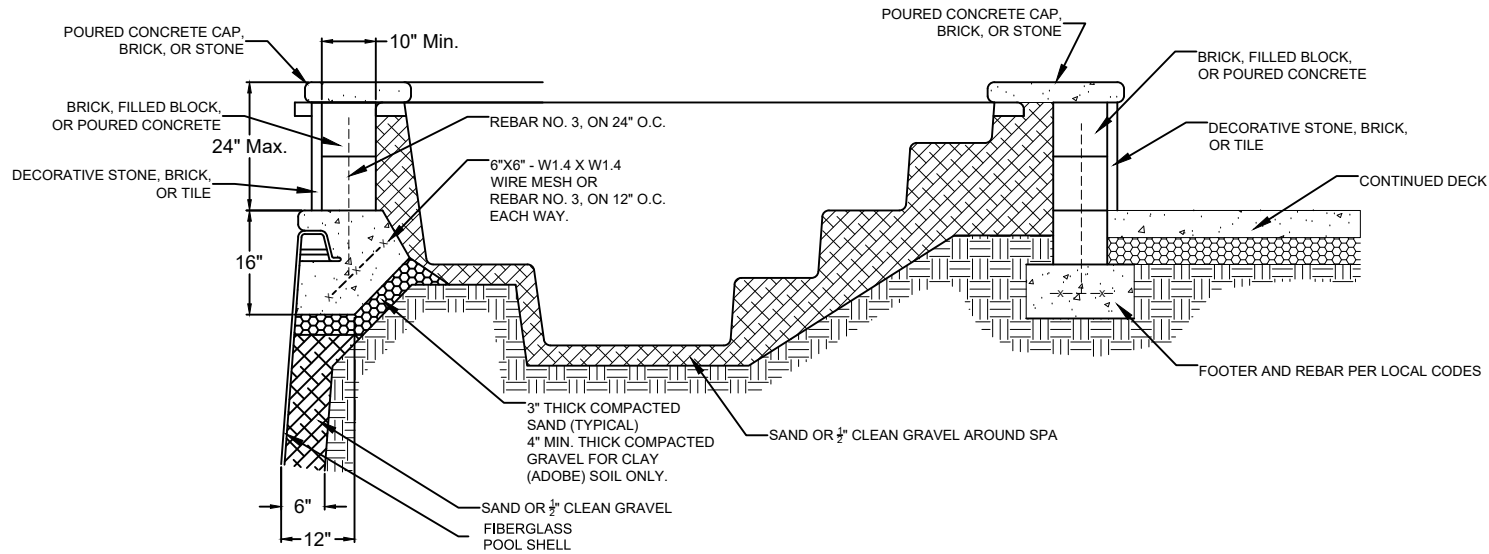 POURED CONCRETE CAP,
BRICK, OR STONE
10" Min.
BRICK, FILLED BLOCK,
OR POURED CONCRETE
24" Max.
DECORATIVE STONE, BRICK,
OR TILE
16"
REBAR NO. 3, ON 24" O.C.
6"X6" - W1.4 X W1.4
WIRE MESH OR
REBAR NO. 3, ON 12" O.C.
EACH WAY.
POURED CONCRETE CAP,
BRICK, OR STONE
BRICK, FILLED BLOCK,
OR POURED CONCRETE
DECORATIVE STONE, BRICK,
OR TILE
CONTINUED DECK
FOOTER AND REBAR PER LOCAL CODES
3" THICK COMPACTED
SAND (TYPICAL)
4" MIN. THICK COMPACTED
GRAVEL FOR CLAY
(ADOBE) SOIL ONLY.
SAND OR 1/2" CLEAN GRAVEL AROUND SPA
SAND OR 1/2" CLEAN GRAVEL
FIBERGLASS
POOL SHELL
6"
12"